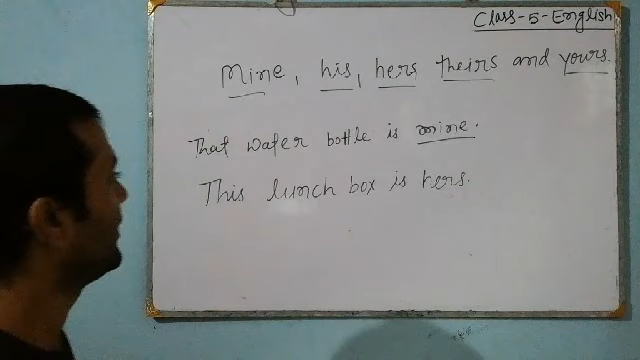 Class-5-English
Mine, his, hers theirs and yours.
That water bottle is mine.
This lunch box is hers.